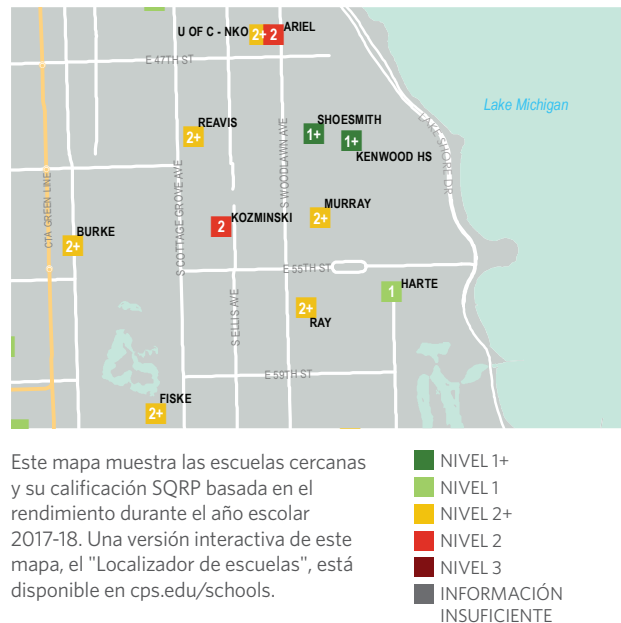 U OF C - NKO
2+
2
ARIEL
E 47TH ST
Lake Michigan
REAVIS
2+
SHOESMITH
1+
1+
KENWOOD HS
LAKE SHORE DR
S WOODLAWN AVE
S COTTAGE GROVE AVE
MURRAY
2+
KOZMINSKI
2
CTA GREEN LINE
BURKE
2+
E 55TH ST
HARTE
1
S ELLIS AVE
2+
RAY
E 59TH ST
FISKE
2+
Este mapa muestra las escuelas cercanas
y su calificación SQRP basada en el
rendimiento durante el año escolar
2017-18. Una versión interactiva de este
mapa, el "Localizador de escuelas", está
disponible en cps.edu/schools.
NIVEL 1+
NIVEL 1
NIVEL 2+
NIVEL 2
NIVEL 3
INFORMACIÓN
INSUFICIENTE